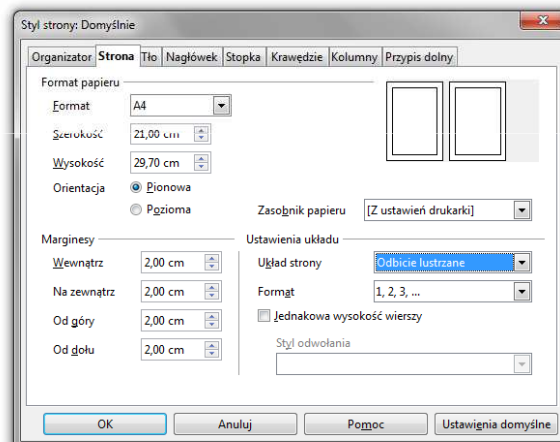 Styl strony: Domyślnie
Organizator Strona Tło Nagłówek Stopka Krawędzie Kolumny Przypis dolny
Format papieru
Format A4
Szerokość 21,00 cm
Wysokość 29,70 cm
Orientacja Pionowa
Pozioma Zasobnik papieru [Z ustawień drukarki]
Marginesy Ustawienia układu
Wewnątrz 2,00 cm Układ strony Odbicie lustrzane
Na zewnątrz 2,00 cm Format 1, 2, 3, ...
Od góry 2,00 cm Jednakowa wysokość wierszy
Od dołu 2,00 cm Styl odwołania
OK Anuluj Pomoc Ustawienia domyślne